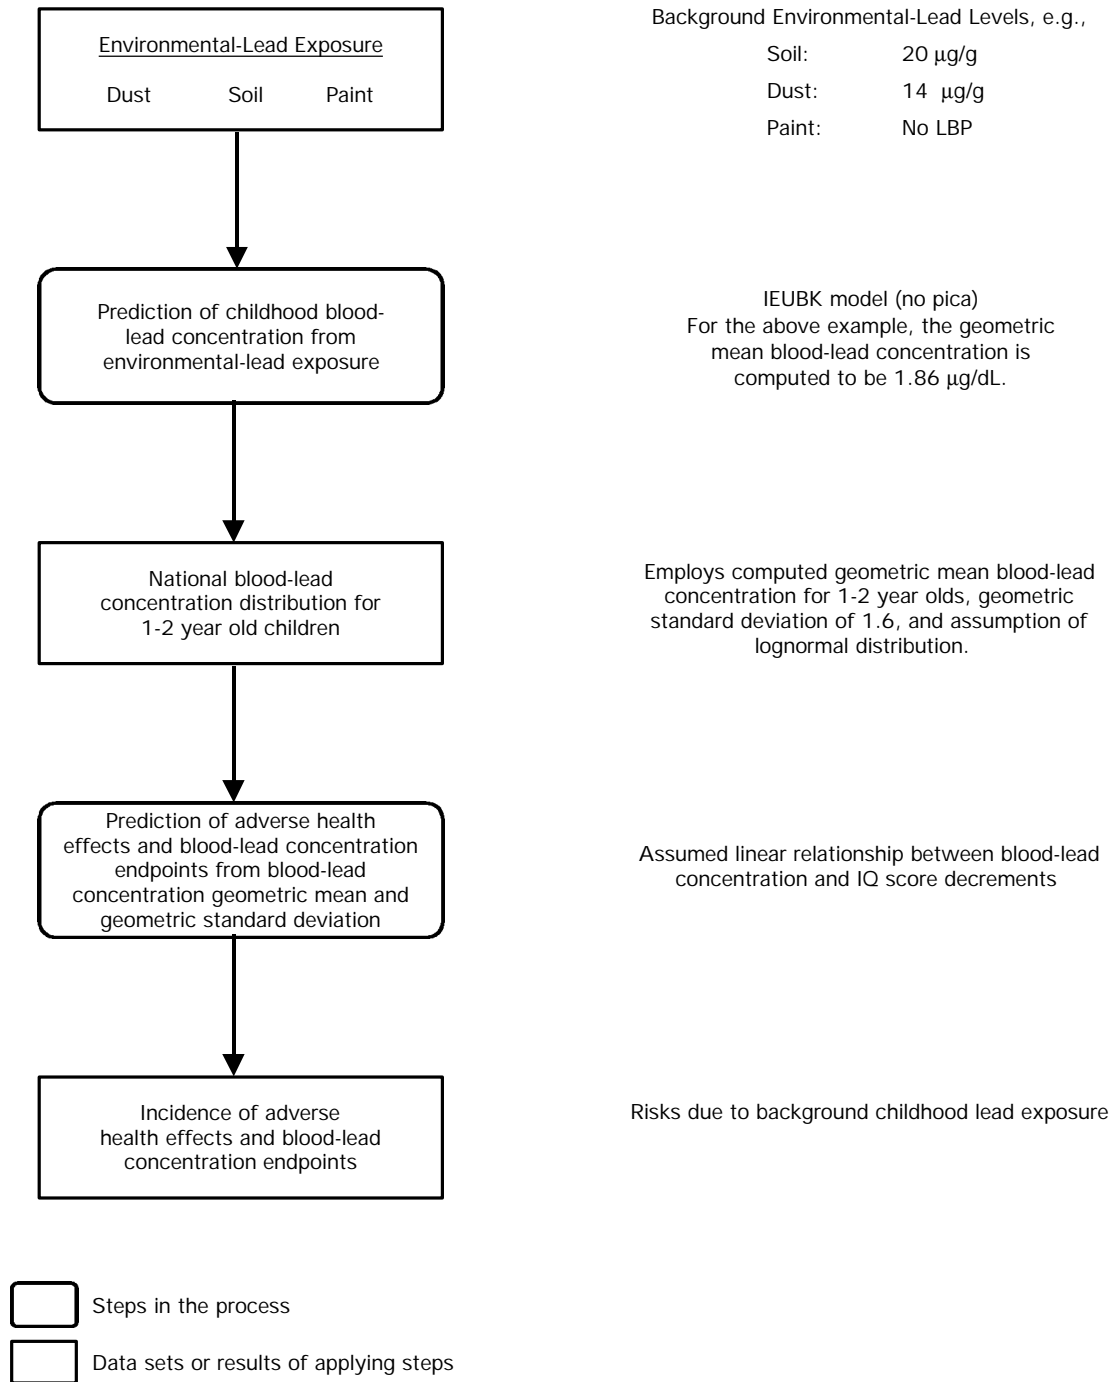 Environmental-Lead Exposure
Dust Soil Paint
Background Environmental-Lead Levels, e.g.,
Soil: 20 μg/g
Dust: 14 μg/g
Paint: No LBP
Prediction of childhood blood-
lead concentration from
environmental-lead exposure
IEUBK model (no pica)
For the above example, the geometric
mean blood-lead concentration is
computed to be 1.86 μg/dL.
National blood-lead
concentration distribution for
1-2 year old children
Employs computed geometric mean blood-lead
concentration for 1-2 year olds, geometric
standard deviation of 1.6, and assumption of
lognormal distribution.
Prediction of adverse health
effects and blood-lead concentration
endpoints from blood-lead
concentration geometric mean and
geometric standard deviation
Assumed linear relationship between blood-lead
concentration and IQ score decrements
Incidence of adverse
health effects and blood-lead
concentration endpoints
Risks due to background childhood lead exposure
Steps in the process
Data sets or results of applying steps